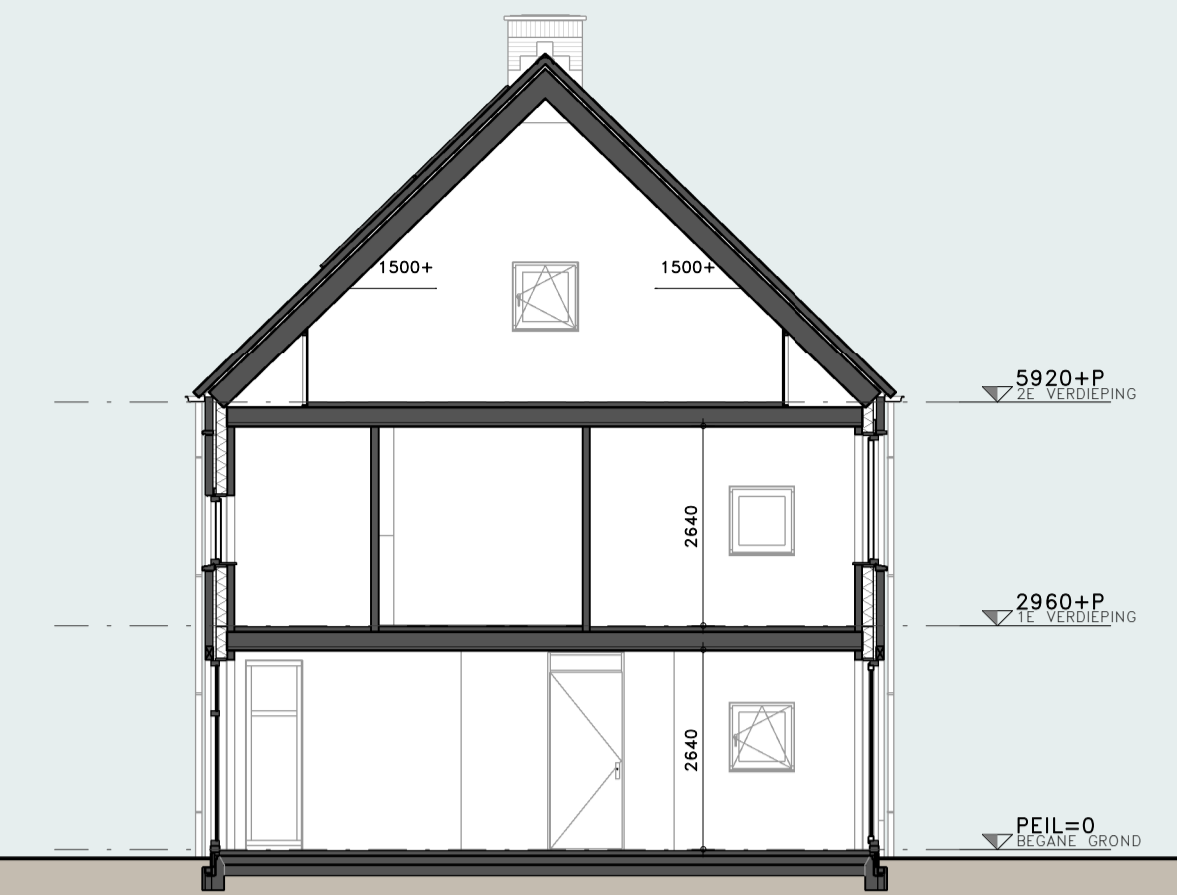 1500+ 1500+
5920+P
2E VERDIEPING
2640
2960+P
1E VERDIEPING
2640
PEIL=0
BEGANE GROND